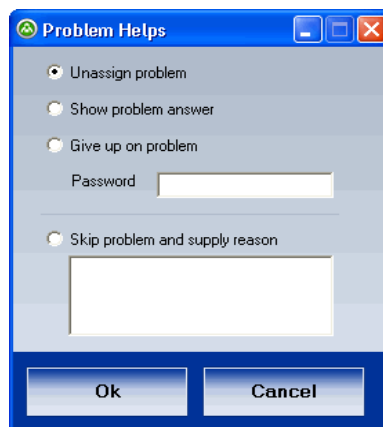 Problem Helps
Unassign problem
Show problem answer
Give up on problem
Password
Skip problem and supply reason
Ok Cancel